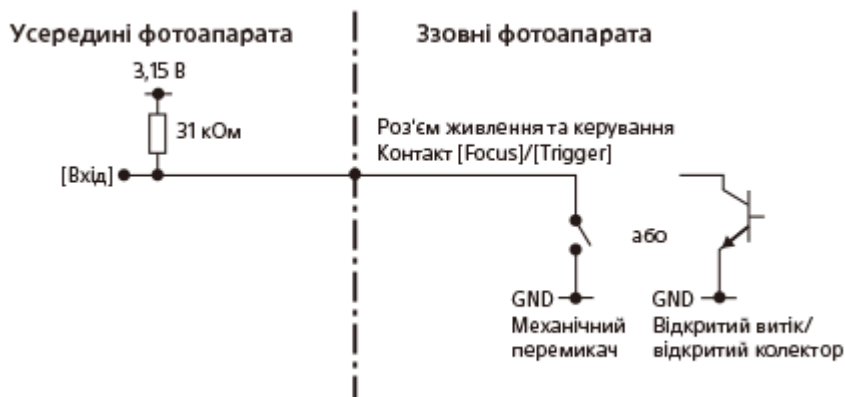 Усередині фотоапарата
Ззовні фотоапарата
3,15 В
31 кОм
Роз'єм живлення та керування
Контакт [Focus]/[Trigger]
[Вхід]
або
GND
GND
Механічний
перемикач
Відкритий витік/
відкритий колектор